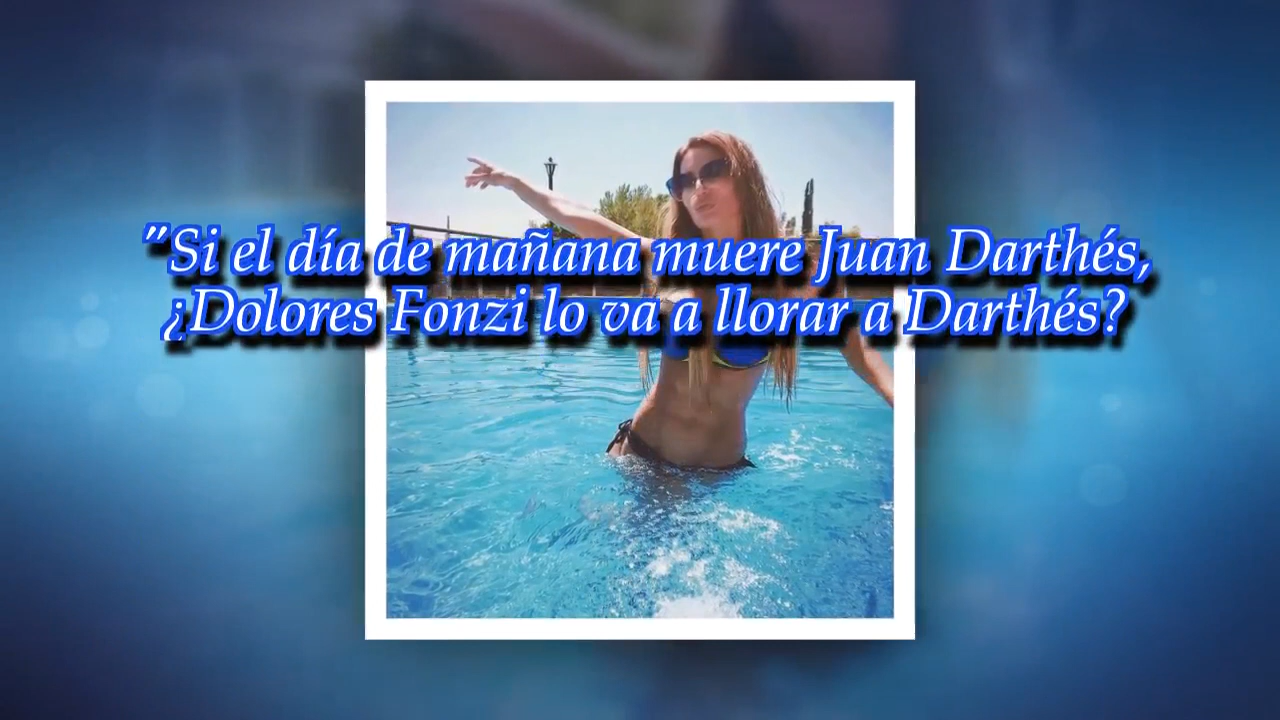 "Si el día de mañana muere Juan Darthés,
¿Dolores Fonzi lo va a llorar a Darthés?